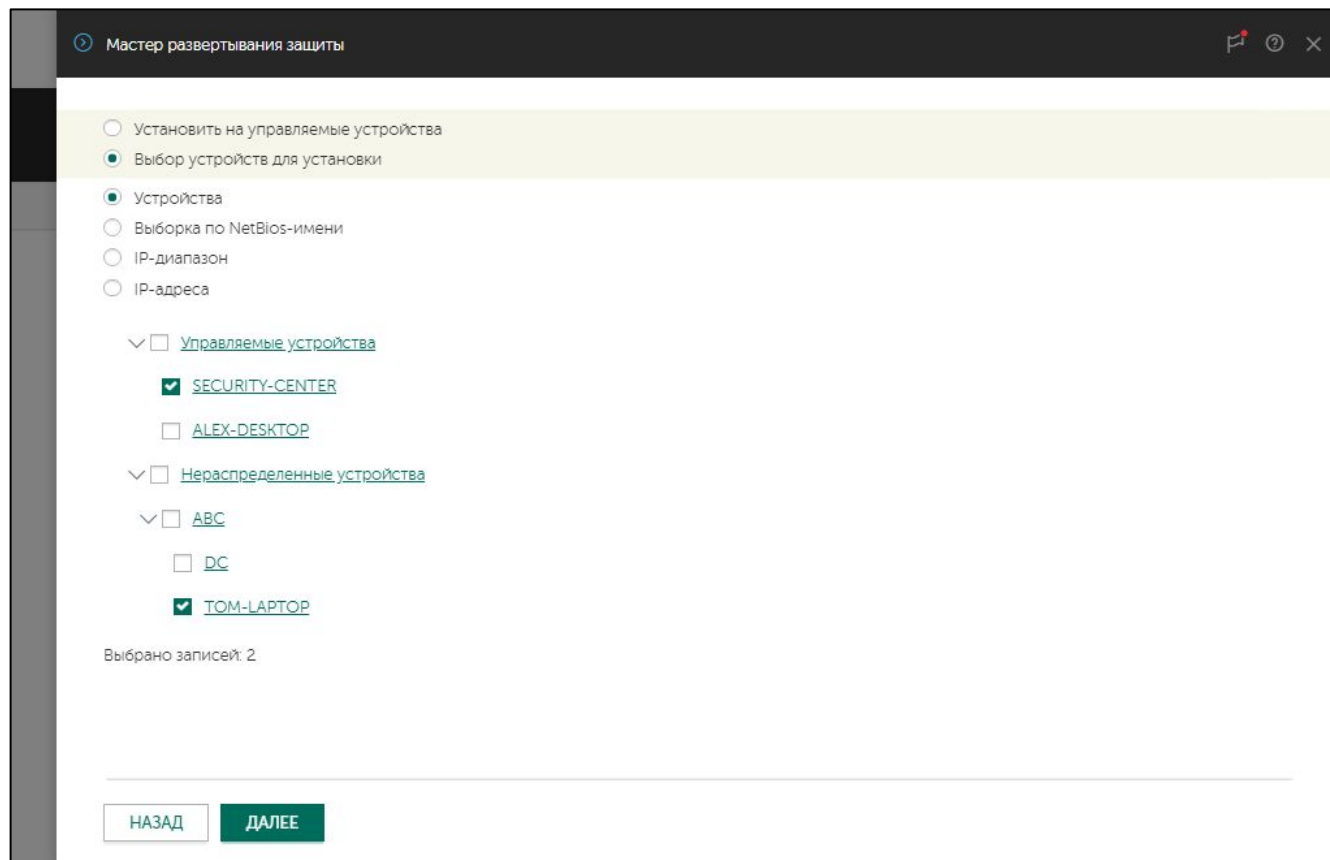 Мастер развертывания защиты
Установить на управляемые устройства
Выбор устройств для установки
Устройства
Выборка по NetBios-имени
IP-диапазон
IP-адреса
Управляемые устройства
SECURITY-CENTER
ALEX-DESKTOP
Нераспределенные устройства
ABC
DC
TOM-LAPTOP
Выбрано записей: 2
НАЗАД ДАЛЕЕ